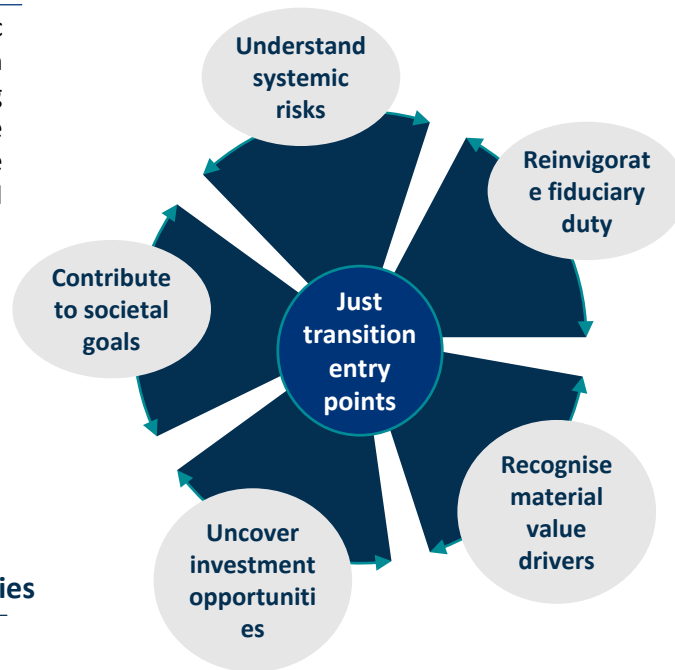 Understand
systemic
risks
Reinvigorat
e fiduciary
duty
Contribute
to societal
goals
Just
transition
entry
points
Recognise
material
value
drivers
Uncover
investment
opportuniti
es
ies